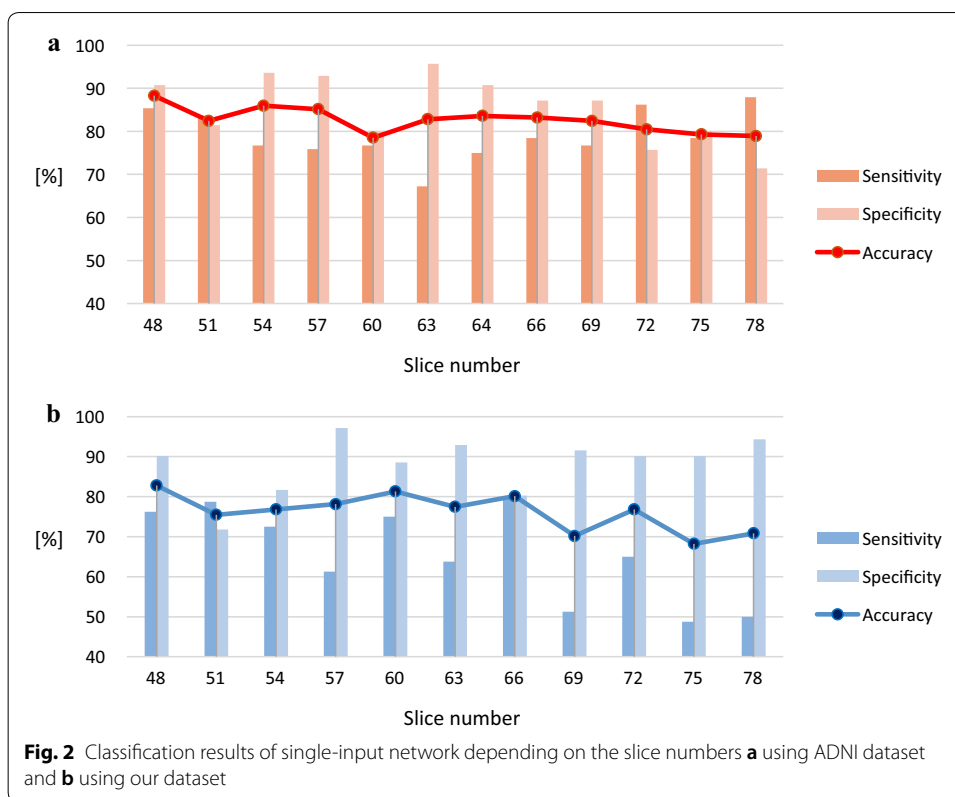 a
100
90
80
[%]
70
60
50
40
48 51 54 57 60 63 64 66 69 72 75 78
Slice number
Sensitivity
Specificity
Accuracy
b
100
90
80
[%]
70
60
50
40
48 51 54 57 60 63 66 69 72 75 78
Slice number
Sensitivity
Specificity
Accuracy
Fig. 2 Classification results of single-input network depending on the slice numbers a using ADNI dataset
and b using our dataset